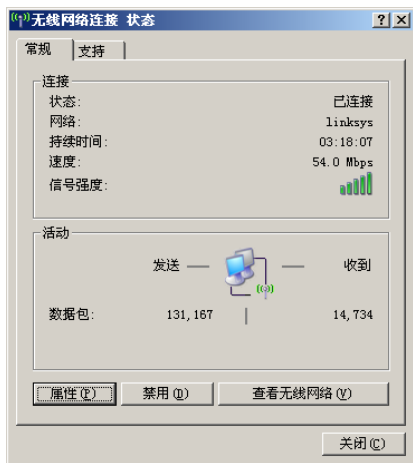 无线网络连接 状态
常规 支持
连接
状态: 已连接
网络: linksys
持续时间: 03:18:07
速度: 54.0 Mbps
信号强度:
活动
发送 — — 收到
数据包: 131,167 | 14,734
属性(P) 禁用(D) 查看无线网络(V)
关闭(C)